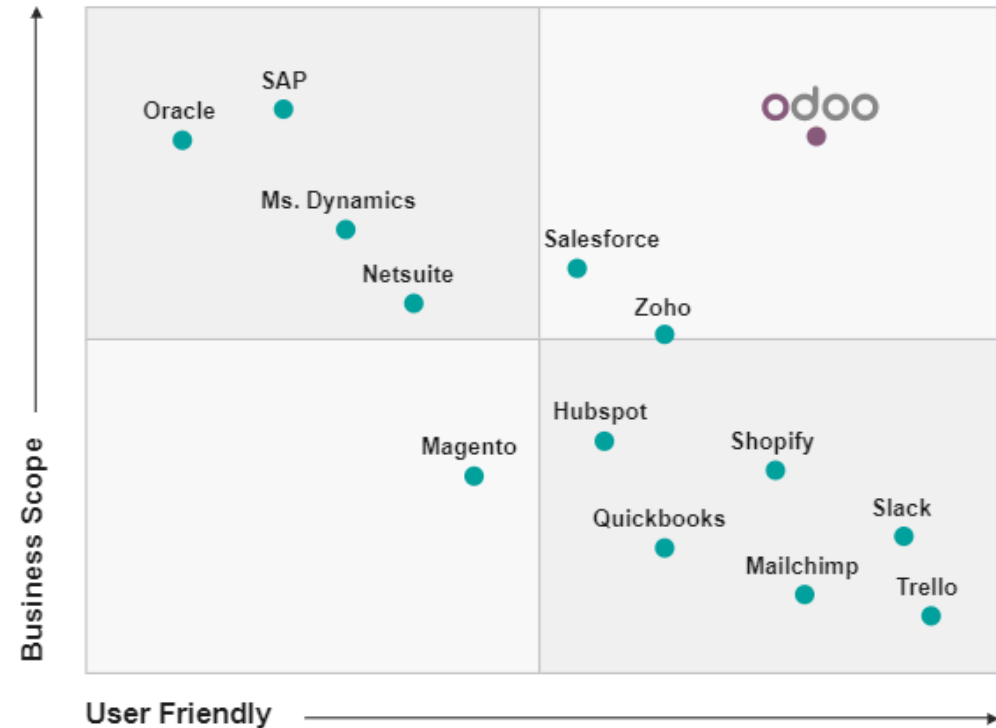 SAP
Oracle
odoo
Ms. Dynamics
Salesforce
Netsuite
Zoho
Hubspot
Magento
Shopify
Quickbooks
Slack
Mailchimp
Trello
Business Scope
User Friendly